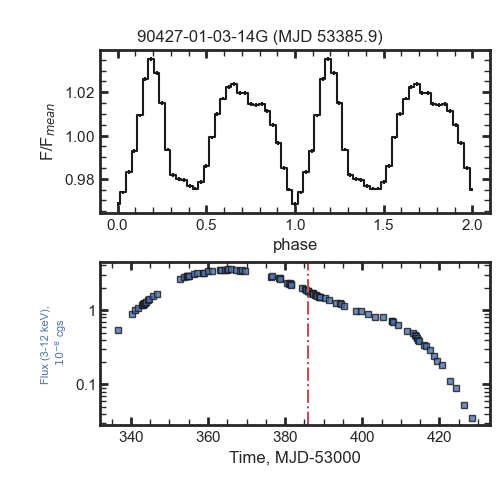 90427-01-03-14G (MJD 53385.9)
F/F_mean
1.02
1.00
0.98
0.0 0.5 1.0 1.5 2.0
phase
Flux (3-12 keV),
10⁻⁸ cgs
1
0.1
340 360 380 400 420
Time, MJD-53000